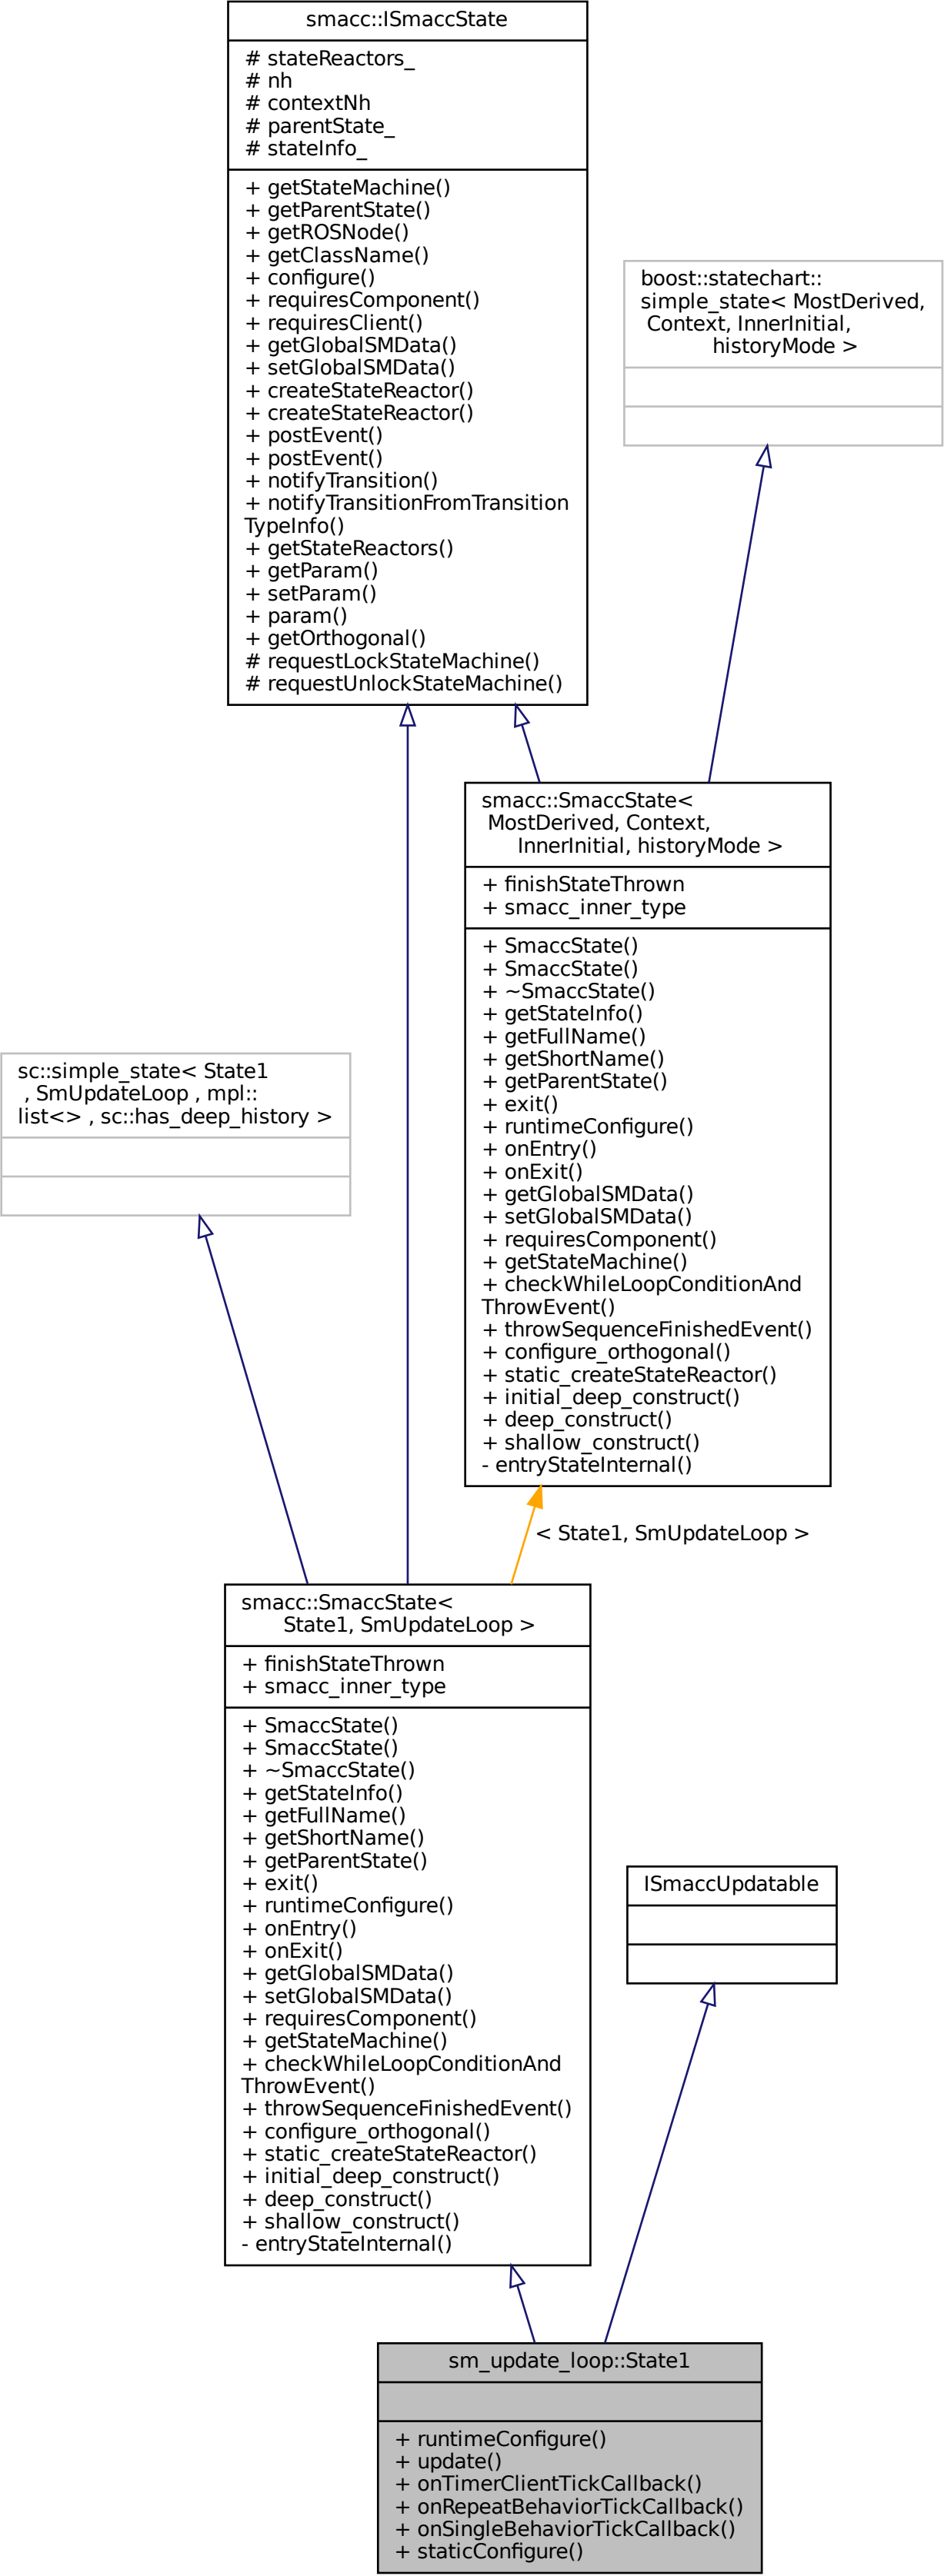 smacc::ISmaccState
# stateReactors_
# nh
# contextNh
# parentState_
# stateInfo_
+ getStateMachine()
+ getParentState()
+ getROSNode()
+ getClassName()
+ configure()
+ requiresComponent()
+ requiresClient()
+ getGlobalSMData()
+ setGlobalSMData()
+ createStateReactor()
+ createStateReactor()
+ postEvent()
+ postEvent()
+ notifyTransition()
+ notifyTransitionFromTransition
TypeInfo()
+ getStateReactors()
+ getParam()
+ setParam()
+ param()
+ getOrthogonal()
# requestLockStateMachine()
# requestUnlockStateMachine()
boost::statechart::
simple_state< MostDerived,
Context, InnerInitial,
historyMode >
smacc::SmaccState<
MostDerived, Context,
InnerInitial, historyMode >
+ finishStateThrown
+ smacc_inner_type
+ SmaccState()
+ SmaccState()
+ ~SmaccState()
+ getStateInfo()
+ getFullName()
+ getShortName()
+ getParentState()
+ exit()
+ runtimeConfigure()
+ onEntry()
+ onExit()
+ getGlobalSMData()
+ setGlobalSMData()
+ requiresComponent()
+ getStateMachine()
+ checkWhileLoopConditionAnd
ThrowEvent()
+ throwSequenceFinishedEvent()
+ configure_orthogonal()
+ static_createStateReactor()
+ initial_deep_construct()
+ deep_construct()
+ shallow_construct()
- entryStateInternal()
sc::simple_state< State1
, SmUpdateLoop , mpl::
list<> , sc::has_deep_history >
< State1, SmUpdateLoop >
smacc::SmaccState<
State1, SmUpdateLoop >
+ finishStateThrown
+ smacc_inner_type
+ SmaccState()
+ SmaccState()
+ ~SmaccState()
+ getStateInfo()
+ getFullName()
+ getShortName()
+ getParentState()
+ exit()
+ runtimeConfigure()
+ onEntry()
+ onExit()
+ getGlobalSMData()
+ setGlobalSMData()
+ requiresComponent()
+ getStateMachine()
+ checkWhileLoopConditionAnd
ThrowEvent()
+ throwSequenceFinishedEvent()
+ configure_orthogonal()
+ static_createStateReactor()
+ initial_deep_construct()
+ deep_construct()
+ shallow_construct()
- entryStateInternal()
ISmaccUpdatable
sm_update_loop::State1
+ runtimeConfigure()
+ update()
+ onTimerClientTickCallback()
+ onRepeatBehaviorTickCallback()
+ onSingleBehaviorTickCallback()
+ staticConfigure()